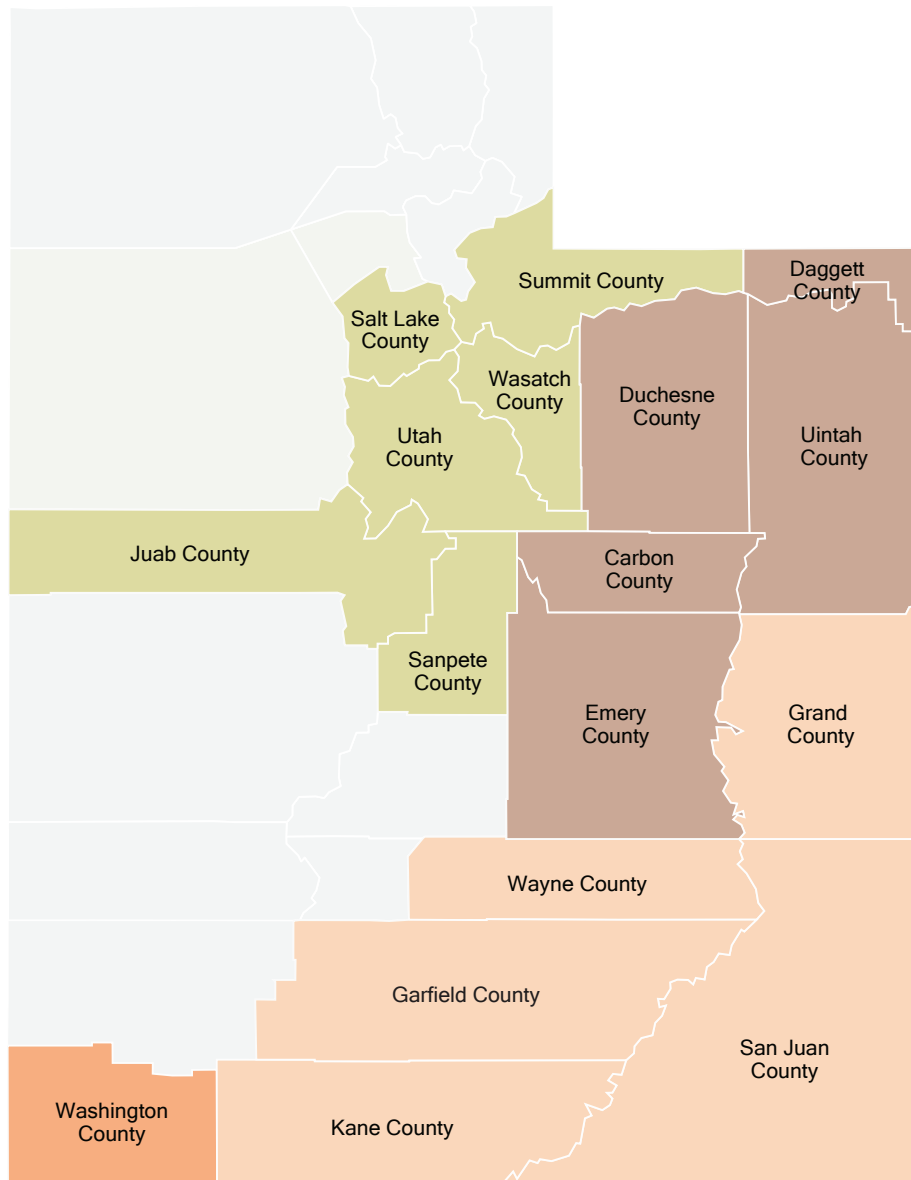 Daggett
County
Summit County
Salt Lake
County
Wasatch
County
Duchesne
County
Utah
County
Uintah
County
Juab County
Carbon
County
Sanpete
County
Emery
County
Grand
County
Wayne County
Garfield County
San Juan
County
Washington
County
Kane County